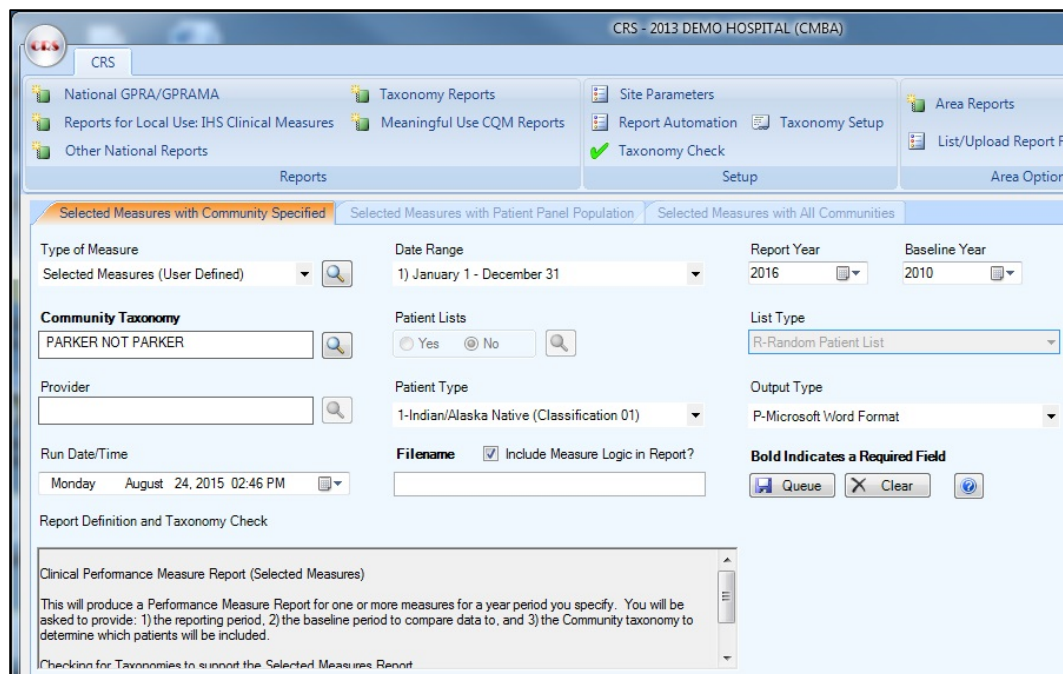 CRS - 2013 DEMO HOSPITAL (CMBA)
CRS
CRS
National GPRA/GPRAMA
Reports for Local Use: IHS Clinical Measures
Other National Reports
Taxonomy Reports
Meaningful Use CQM Reports
Reports
Site Parameters
Report Automation
Taxonomy Check
Taxonomy Setup
Setup
Area Reports
List/Upload Report F
Area Option
Selected Measures with Community Specified
Selected Measures with Patient Panel Population
Selected Measures with All Communities
Type of Measure
Selected Measures (User Defined)
Date Range
1) January 1 - December 31
Report Year
2016
Baseline Year
2010
Community Taxonomy
PARKER NOT PARKER
Patient Lists
Yes No
List Type
R-Random Patient List
Provider
Patient Type
1-Indian/Alaska Native (Classification 01)
Output Type
P-Microsoft Word Format
Run Date/Time
Monday August 24, 2015 02:46 PM
Filename
Include Measure Logic in Report?
Bold Indicates a Required Field
Queue
Clear
Report Definition and Taxonomy Check
Clinical Performance Measure Report (Selected Measures)
This will produce a Performance Measure Report for one or more measures for a year period you specify. You will be
asked to provide: 1) the reporting period, 2) the baseline period to compare data to, and 3) the Community taxonomy to
determine which patients will be included.
Checking for Taxonomies to support the Selected Measures Report